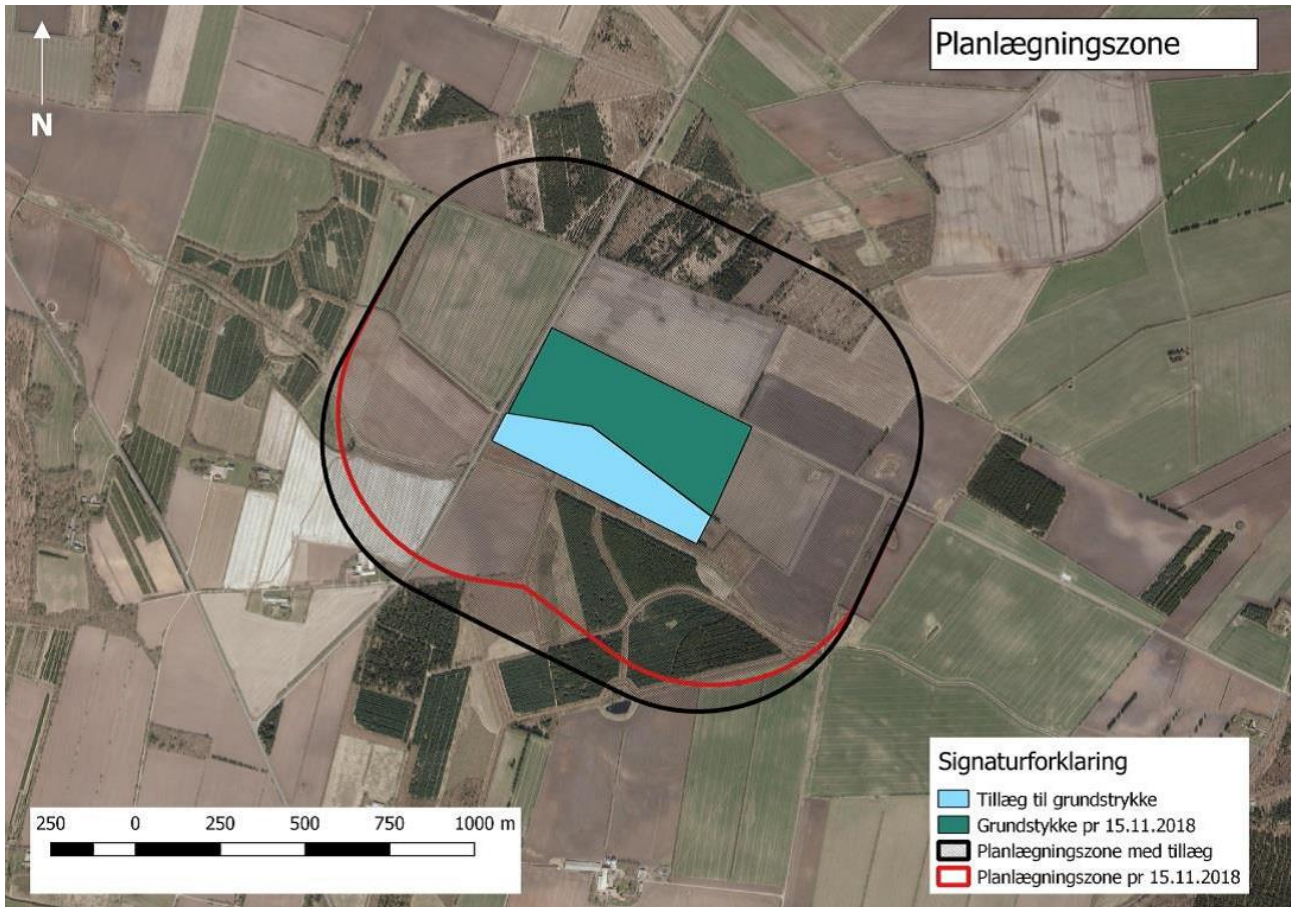 Planlægningszone
N
Signaturforklaring
Tillæg til grundstrykke
Grundstykke pr 15.11.2018
Planlægningszone med tillæg
Planlægningszone pr 15.11.2018
250 0 250 500 750 1000 m